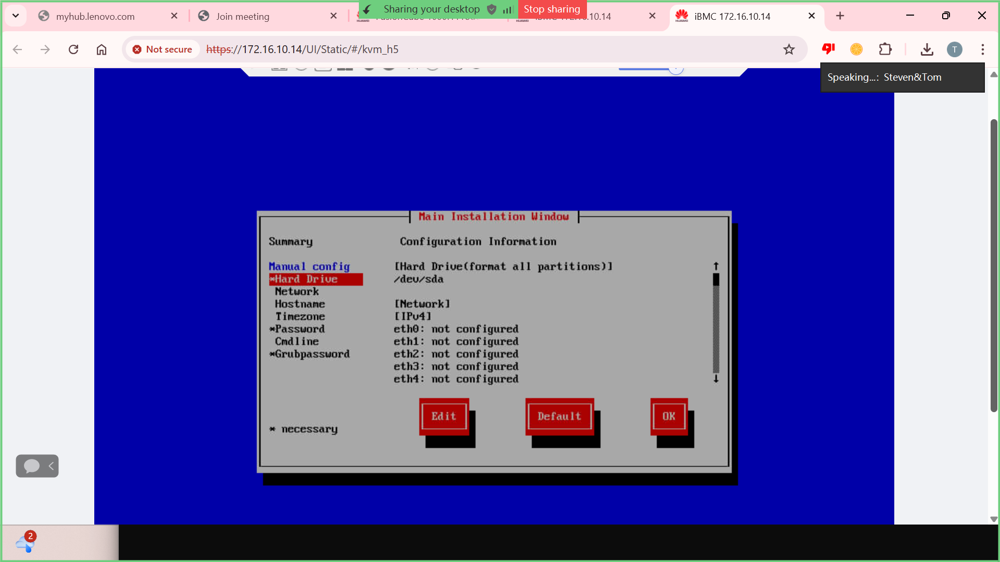 myhub.lenovo.com
Join meeting
Sharing your desktop
Stop sharing
iBMC 172.16.10.14
Not secure
https://172.16.10.14/UI/Static/#/kvm_h5
T
Speaking...: Steven&Tom
Main Installation Window
Summary Configuration Information
Manual config [Hard Drive(format all partitions)]
*Hard Drive /dev/sda
Network
Hostname [Network]
Timezone [IPv4]
*Password eth0: not configured
Cmdline eth1: not configured
*Grubpassword eth2: not configured
eth3: not configured
eth4: not configured
Edit Default OK
* necessary
2